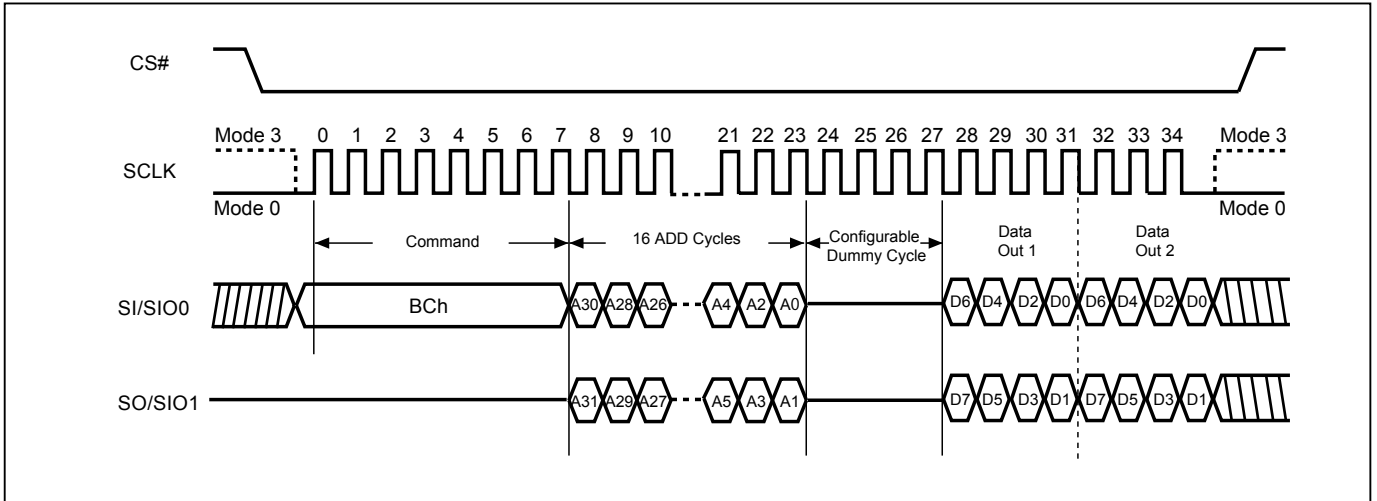 CS#
Mode 3 0 1 2 3 4 5 6 7 8 9 10 21 22 23 24 25 26 27 28 29 30 31 32 33 34 Mode 3
SCLK
Mode 0 Mode 0
Command 16 ADD Cycles Configurable Dummy Cycle Data Out 1 Data Out 2
SI/SIO0 BCh A30 A28 A26 A4 A2 A0 D6 D4 D2 D0 D6 D4 D2 D0
SO/SIO1 A31 A29 A27 A5 A3 A1 D7 D5 D3 D1 D7 D5 D3 D1